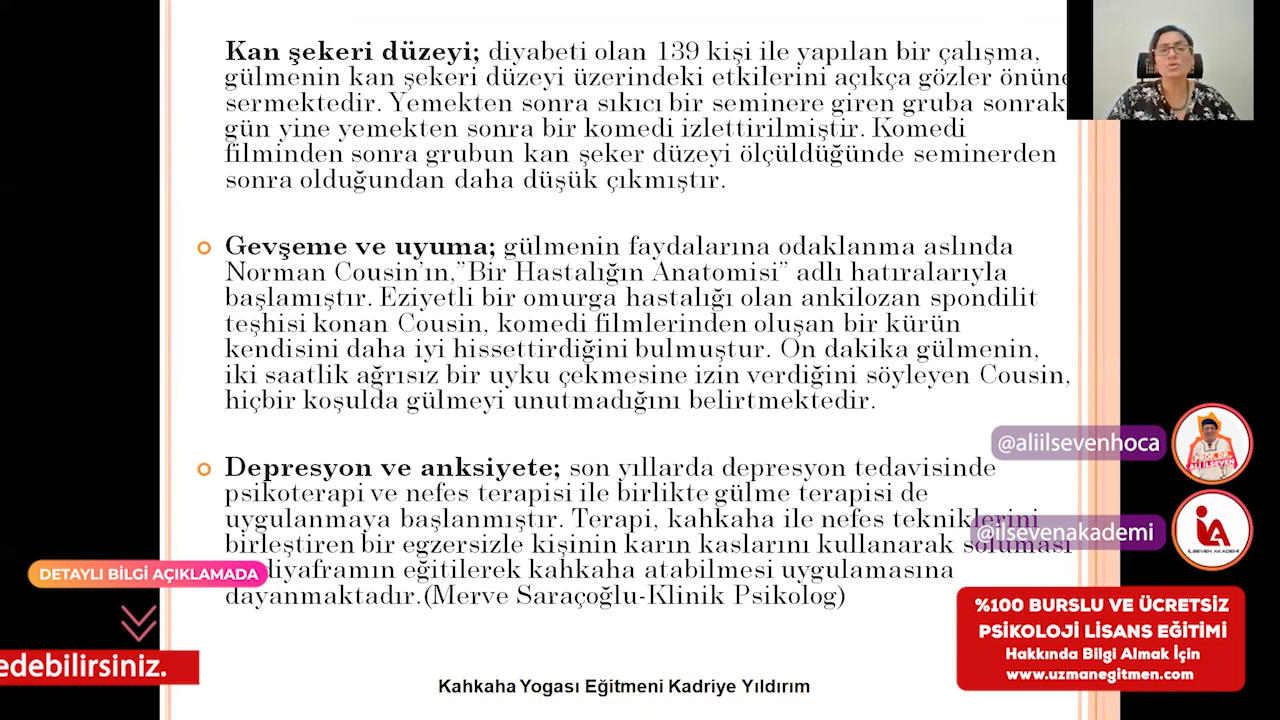 Kan şekeri düzeyi; diyabeti olan 139 kişi ile yapılan bir çalışma,
gülmenin kan şekeri düzeyi üzerindeki etkilerini açıkça gözler önüne
sermektedir. Yemekten sonra sıkıcı bir seminere giren gruba
gün yine yemekten sonra bir komedi izlettirilmiştir. Komedi
filminden sonra grubun kan şeker düzeyi ölçüldüğünde seminerden
sonra olduğundan daha düşük çıkmıştır.
Gevşeme ve uyuma; gülmenin faydalarına odaklanma aslında
Norman Cousin'ın,”Bir Hastalığın Anatomisi” adlı hatıralarıyla
başlamıştır. Eziyetli bir omurga hastalığı olan ankilozan spondilit
teşhisi konan Cousin, komedi filmlerinden oluşan bir kürün
kendisini daha iyi hissettirdiğini bulmuştur. On dakika gülmenin,
iki saatlik ağrısız bir uyku çekmesine izin verdiğini söyleyen Cousin,
hiçbir koşulda gülmeyi unutmadığını belirtmektedir.
Depresyon ve anksiyete; son yıllarda depresyon tedavisinde
psikoterapi ve nefes terapisi ile birlikte gülme terapisi de
uygulanmaya başlanmıştır. Terapi, kahkaha ile nefes tekniklerini
birleştiren bir egzersizle kişinin karın kaslarını kullanarak soluması
diyaframın eğitilerek kahkaha atabilmesi uygulamasına
dayanmaktadır.(Merve Saraçoğlu-Klinik Psikolog)
Kahkaha Yogası Eğitmeni Kadriye Yıldırım
@aliilsevenhoca
PROF. DR.
ALİ İLSEVEN
@ilsevenakademi
İLSEVEN AKADEMİ
DETAYLI BİLGİ AÇIKLAMADA
edebilirsiniz.
%100 BURSLU VE ÜCRETSİZ
PSİKOLOJİ LİSANS EĞİTİMİ
Hakkında Bilgi Almak İçin
www.uzmanegitmen.com